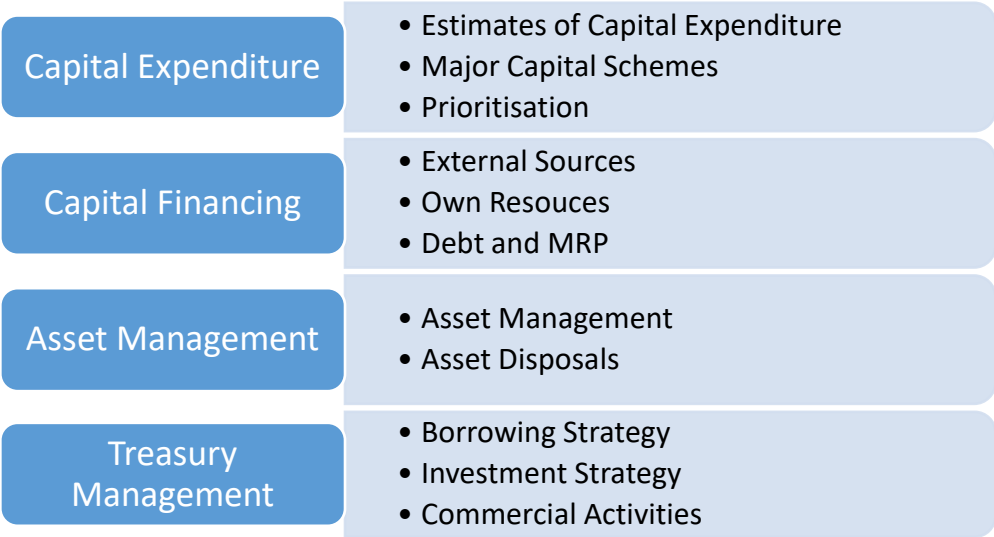 Capital Expenditure
• Estimates of Capital Expenditure
• Major Capital Schemes
• Prioritisation
Capital Financing
• External Sources
• Own Resouces
• Debt and MRP
Asset Management
• Asset Management
• Asset Disposals
Treasury
Management
• Borrowing Strategy
• Investment Strategy
• Commercial Activities